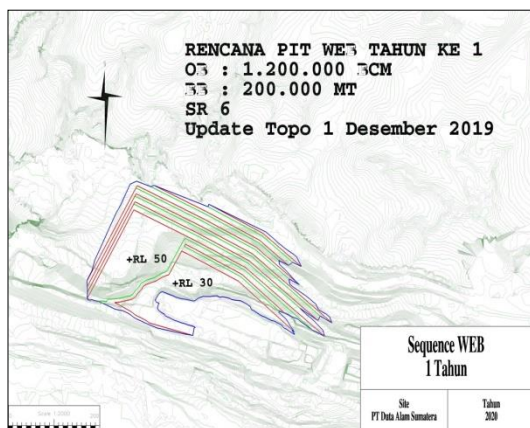 RENCANA PIT WEB TAHUN KE 1
OB : 1.200.000 BCM
BB : 200.000 MT
SR 6
Update Topo 1 Desember 2019
+RL 50
+RL 30
Sequence WEB
1 Tahun
Site
PT Duta Alam Sumatera
Tahun
2020